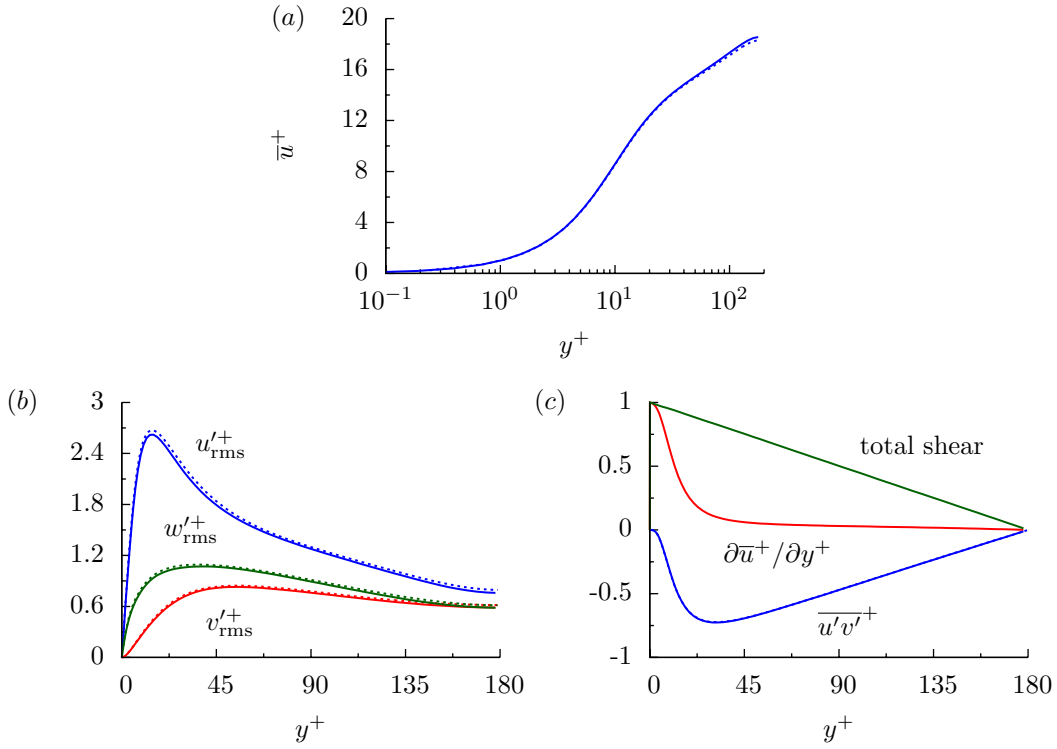 (a)
20
16
12
8
4
0
u̅⁺
10⁻¹ 10⁰ 10¹ 10²
y⁺
(b)
3
2.4
1.8
1.2
0.6
0
u′⁺rms
w′⁺rms
v′⁺rms
0 45 90 135 180
y⁺
(c)
1
0.5
0
-0.5
-1
total shear
∂u̅⁺/∂y⁺
u′v′⁺
0 45 90 135 180
y⁺